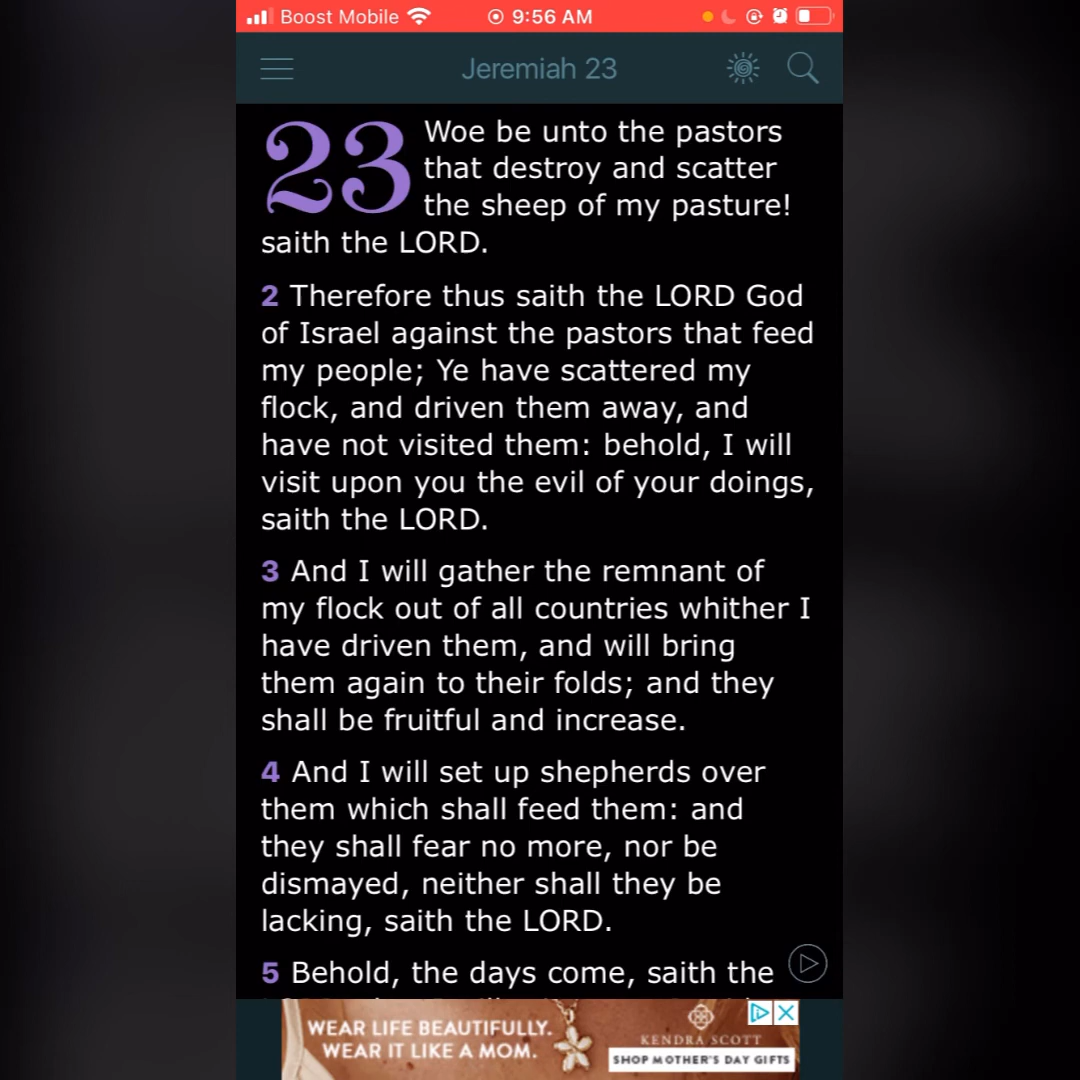 Boost Mobile 9:56 AM
Jeremiah 23
23 Woe be unto the pastors
that destroy and scatter
the sheep of my pasture!
saith the LORD.
2 Therefore thus saith the LORD God
of Israel against the pastors that feed
my people; Ye have scattered my
flock, and driven them away, and
have not visited them: behold, I will
visit upon you the evil of your doings,
saith the LORD.
3 And I will gather the remnant of
my flock out of all countries whither I
have driven them, and will bring
them again to their folds; and they
shall be fruitful and increase.
4 And I will set up shepherds over
them which shall feed them: and
they shall fear no more, nor be
dismayed, neither shall they be
lacking, saith the LORD.
5 Behold, the days come, saith the
WEAR LIFE BEAUTIFULLY.
WEAR IT LIKE A MOM.
KENDRA SCOTT
SHOP MOTHER'S DAY GIFTS